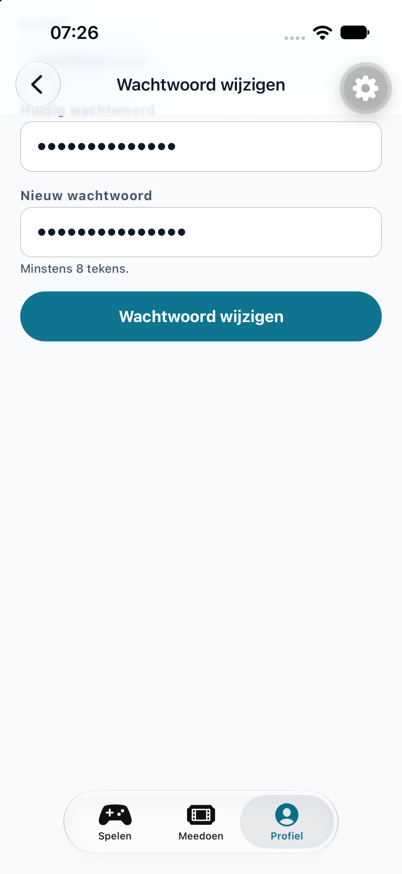 07:26
Wachtwoord wijzigen
Huidig wachtwoord
Nieuw wachtwoord
Minstens 8 tekens.
Wachtwoord wijzigen
Spelen
Meedoen
Profiel